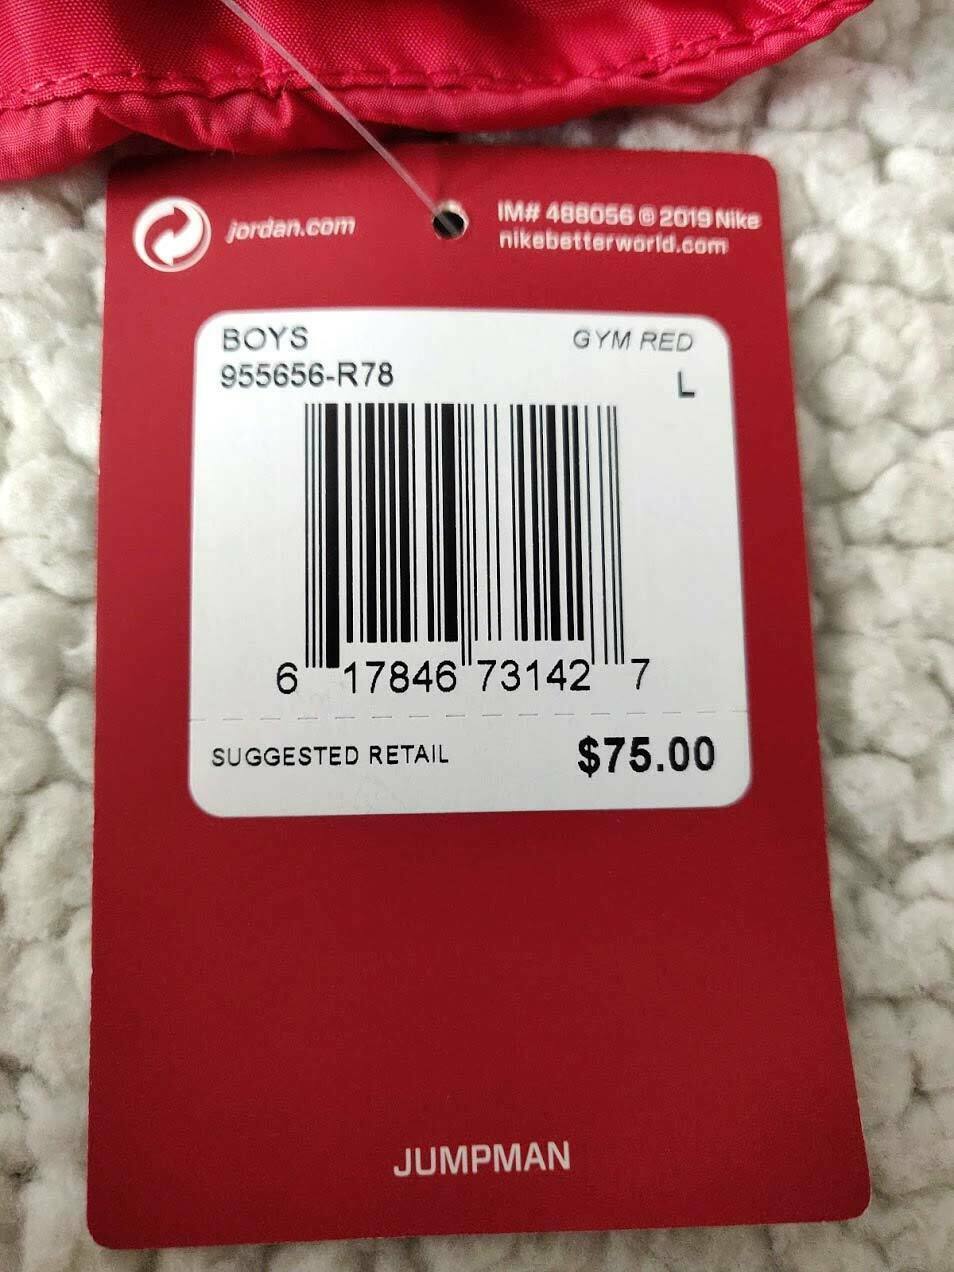 jordan.com
IM# 488056 © 2019 Nike
nikebetterworld.com
BOYS
GYM RED
955656-R78
L
6 17846 73142 7
SUGGESTED RETAIL $75.00
JUMPMAN